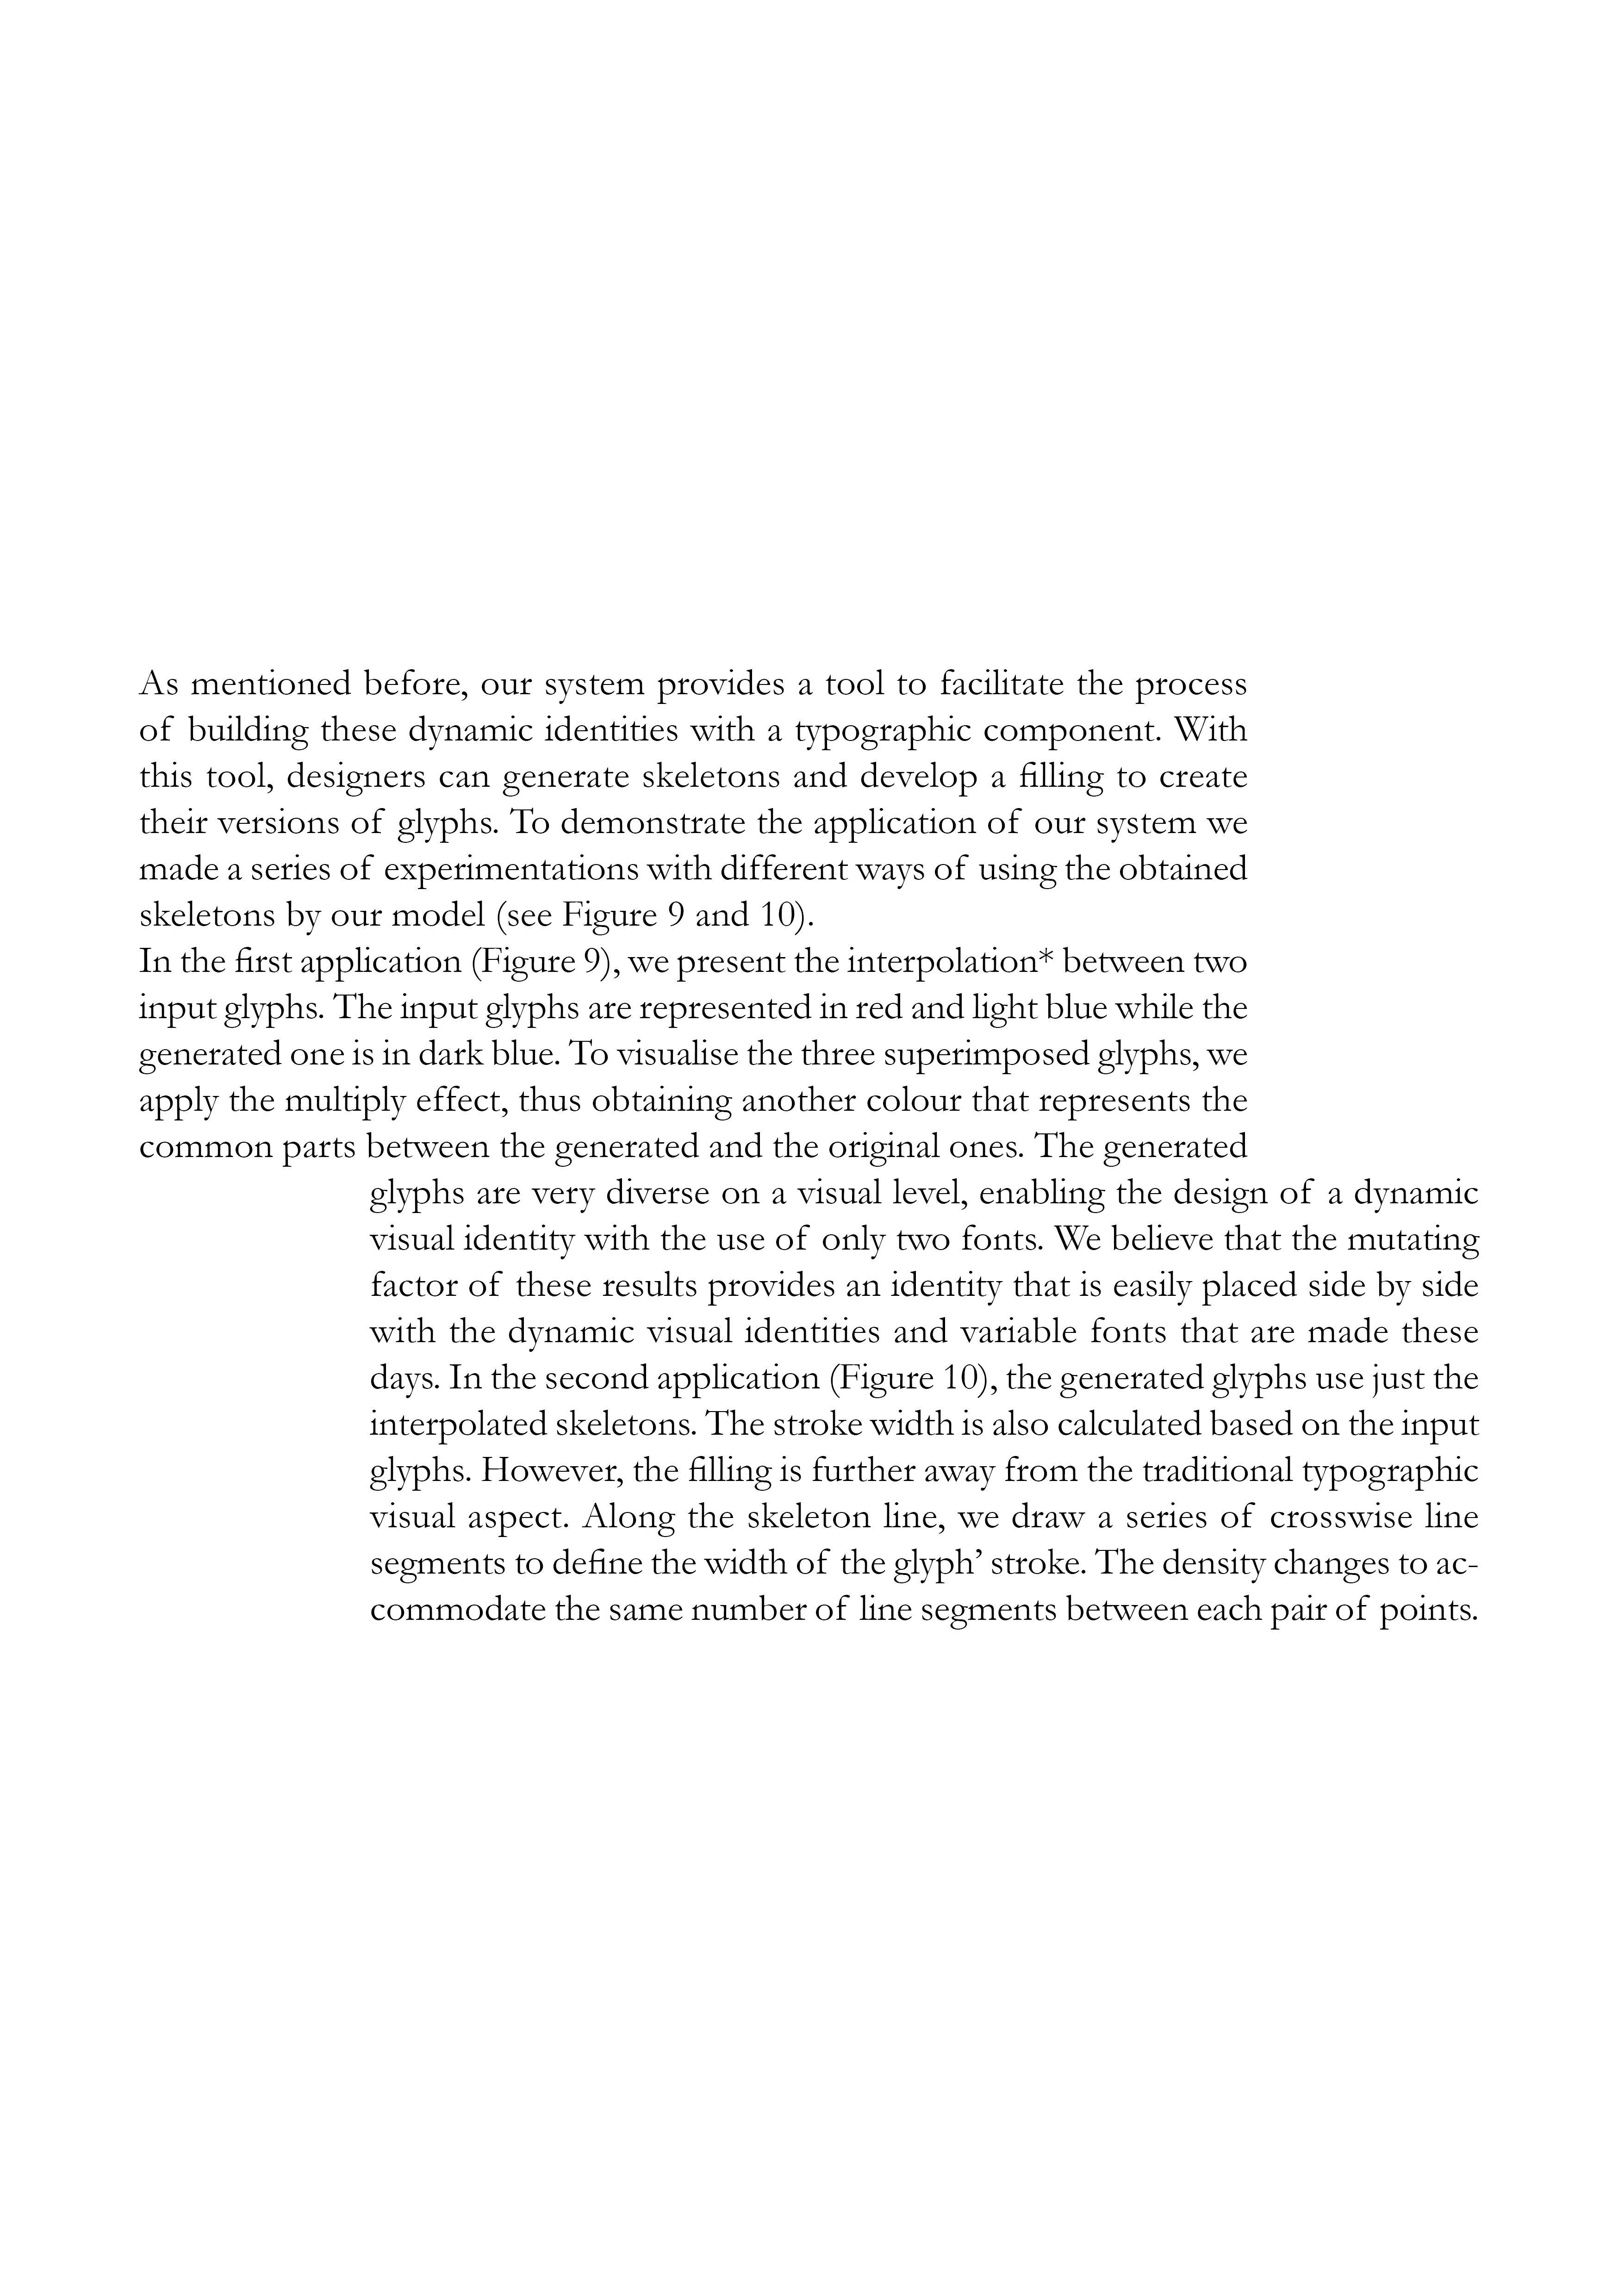 As mentioned before, our system provides a tool to facilitate the process
of building these dynamic identities with a typographic component. With
this tool, designers can generate skeletons and develop a filling to create
their versions of glyphs. To demonstrate the application of our system we
made a series of experimentations with different ways of using the obtained
skeletons by our model (see Figure 9 and 10).
In the first application (Figure 9), we present the interpolation* between two
input glyphs. The input glyphs are represented in red and light blue while the
generated one is in dark blue. To visualise the three superimposed glyphs, we
apply the multiply effect, thus obtaining another colour that represents the
common parts between the generated and the original ones. The generated
glyphs are very diverse on a visual level, enabling the design of a dynamic
visual identity with the use of only two fonts. We believe that the mutating
factor of these results provides an identity that is easily placed side by side
with the dynamic visual identities and variable fonts that are made these
days. In the second application (Figure 10), the generated glyphs use just the
interpolated skeletons. The stroke width is also calculated based on the input
glyphs. However, the filling is further away from the traditional typographic
visual aspect. Along the skeleton line, we draw a series of crosswise line
segments to define the width of the glyph’ stroke. The density changes to ac-
commodate the same number of line segments between each pair of points.